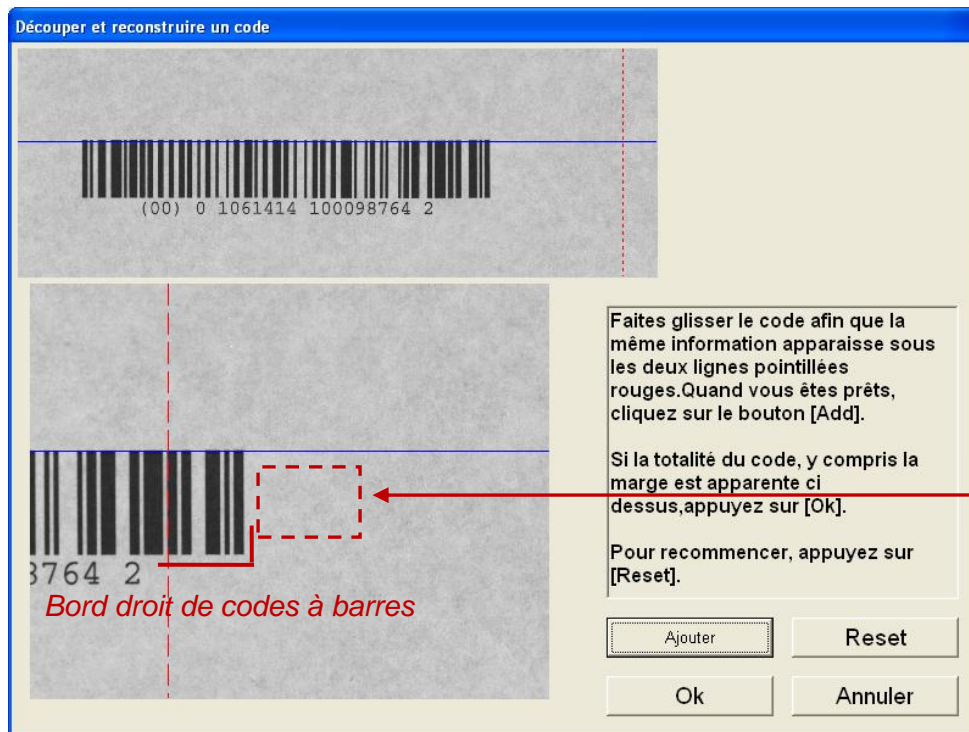 Découper et reconstruire un code
(00) 0 1061414 100098764 2
Faites glisser le code afin que la
même information apparaisse sous
les deux lignes pointillées
rouges.Quand vous êtes prêts,
cliquez sur le bouton [Add].
Si la totalité du code, y compris la
marge est apparente ci
dessus,appuyez sur [Ok].
Pour recommencer, appuyez sur
[Reset].
8764 2
Bord droit de codes à barres
Ajouter
Reset
Ok
Annuler